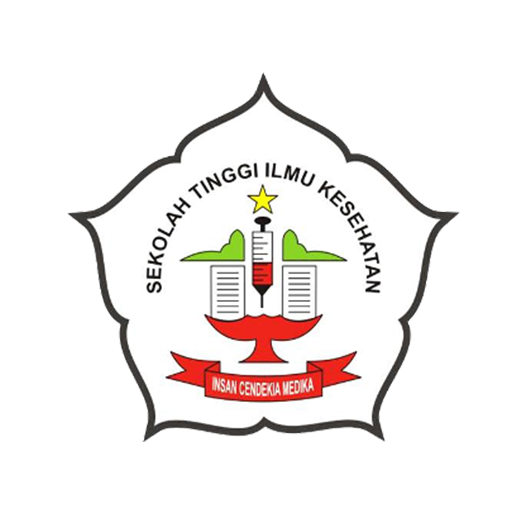 SEKOLAH TINGGI ILMU KESEHATAN
INSAN CENDEKIA MEDIKA